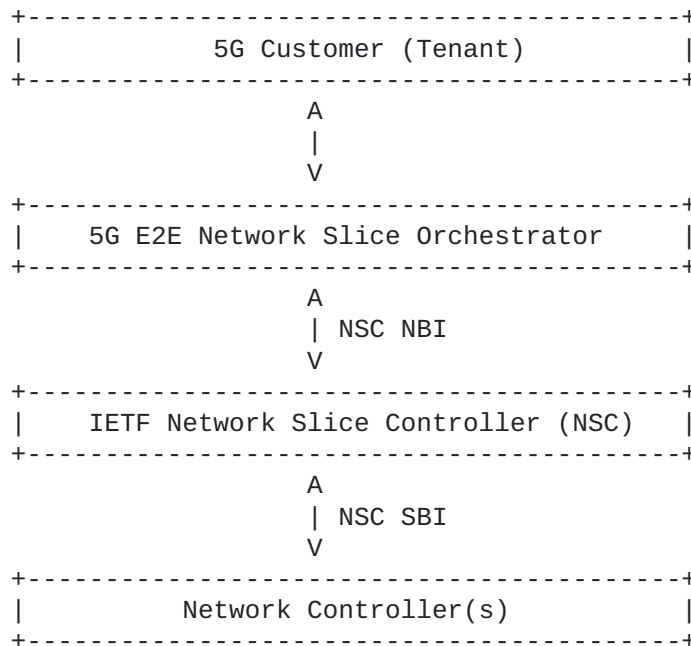 +------------------------------------------+
|          5G Customer (Tenant)            |
+------------------------------------------+
A
|
V
+------------------------------------------+
|    5G E2E Network Slice Orchestrator     |
+------------------------------------------+
A
| NSC NBI
V
+------------------------------------------+
|    IETF Network Slice Controller (NSC)   |
+------------------------------------------+
A
| NSC SBI
V
+------------------------------------------+
|          Network Controller(s)           |
+------------------------------------------+